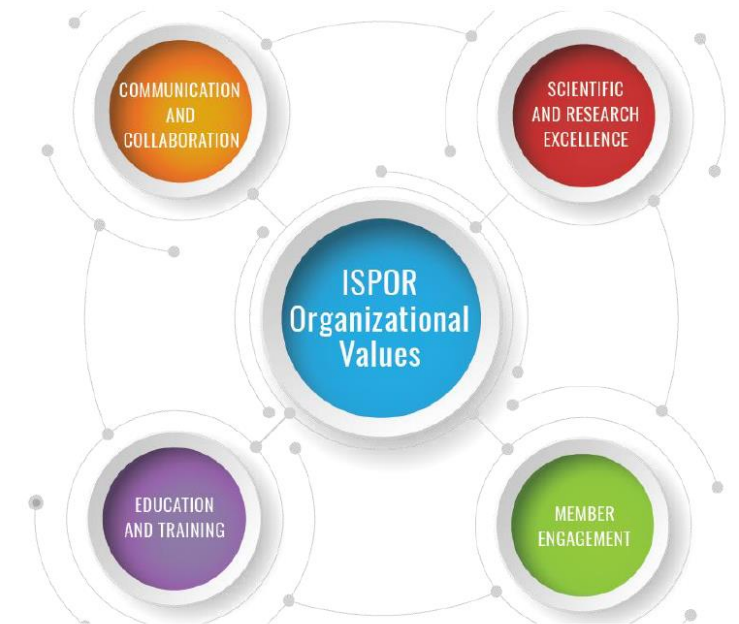 COMMUNICATION
AND
COLLABORATION
SCIENTIFIC
AND RESEARCH
EXCELLENCE
ISPOR
Organizational
Values
EDUCATION
AND TRAINING
MEMBER
ENGAGEMENT